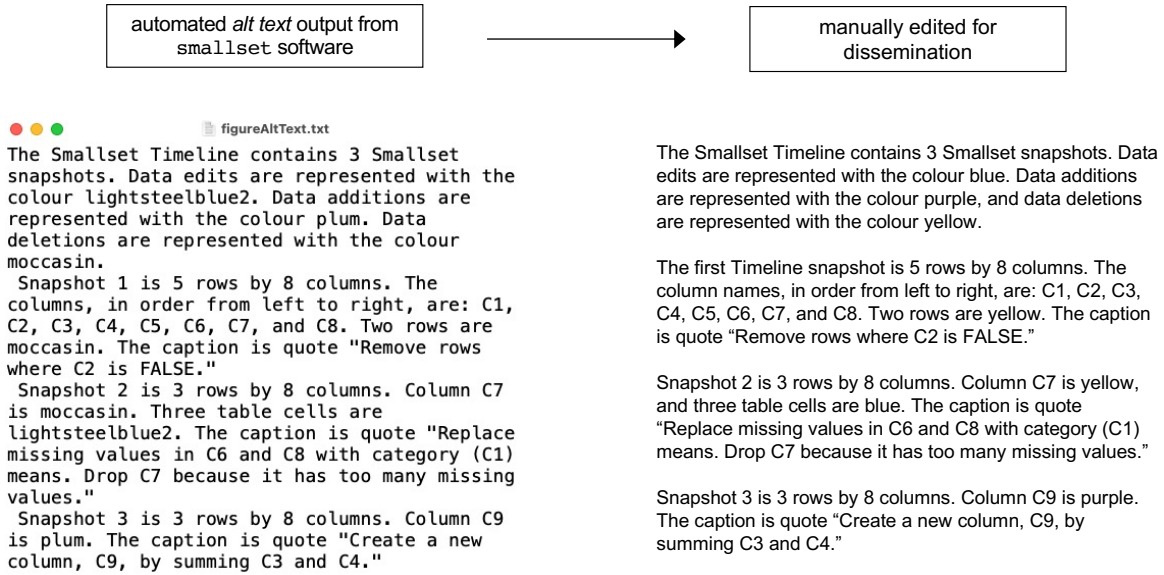 automated alt text output from
smallset software
manually edited for
dissemination
figureAltText.txt
The Smallset Timeline contains 3 Smallset
snapshots. Data edits are represented with the
colour lightsteelblue2. Data additions are
represented with the colour plum. Data
deletions are represented with the colour
moccasin.
Snapshot 1 is 5 rows by 8 columns. The
columns, in order from left to right, are: C1,
C2, C3, C4, C5, C6, C7, and C8. Two rows are
moccasin. The caption is quote "Remove rows
where C2 is FALSE."
Snapshot 2 is 3 rows by 8 columns. Column C7
is moccasin. Three table cells are
lightsteelblue2. The caption is quote "Replace
missing values in C6 and C8 with category (C1)
means. Drop C7 because it has too many missing
values."
Snapshot 3 is 3 rows by 8 columns. Column C9
is plum. The caption is quote "Create a new
column, C9, by summing C3 and C4."
The Smallset Timeline contains 3 Smallset snapshots. Data
edits are represented with the colour blue. Data additions
are represented with the colour purple, and data deletions
are represented with the colour yellow.
The first Timeline snapshot is 5 rows by 8 columns. The
column names, in order from left to right, are: C1, C2, C3,
C4, C5, C6, C7, and C8. Two rows are yellow. The caption
is quote “Remove rows where C2 is FALSE.”
Snapshot 2 is 3 rows by 8 columns. Column C7 is yellow,
and three table cells are blue. The caption is quote
“Replace missing values in C6 and C8 with category (C1)
means. Drop C7 because it has too many missing values.”
Snapshot 3 is 3 rows by 8 columns. Column C9 is purple.
The caption is quote “Create a new column, C9, by
summing C3 and C4.”